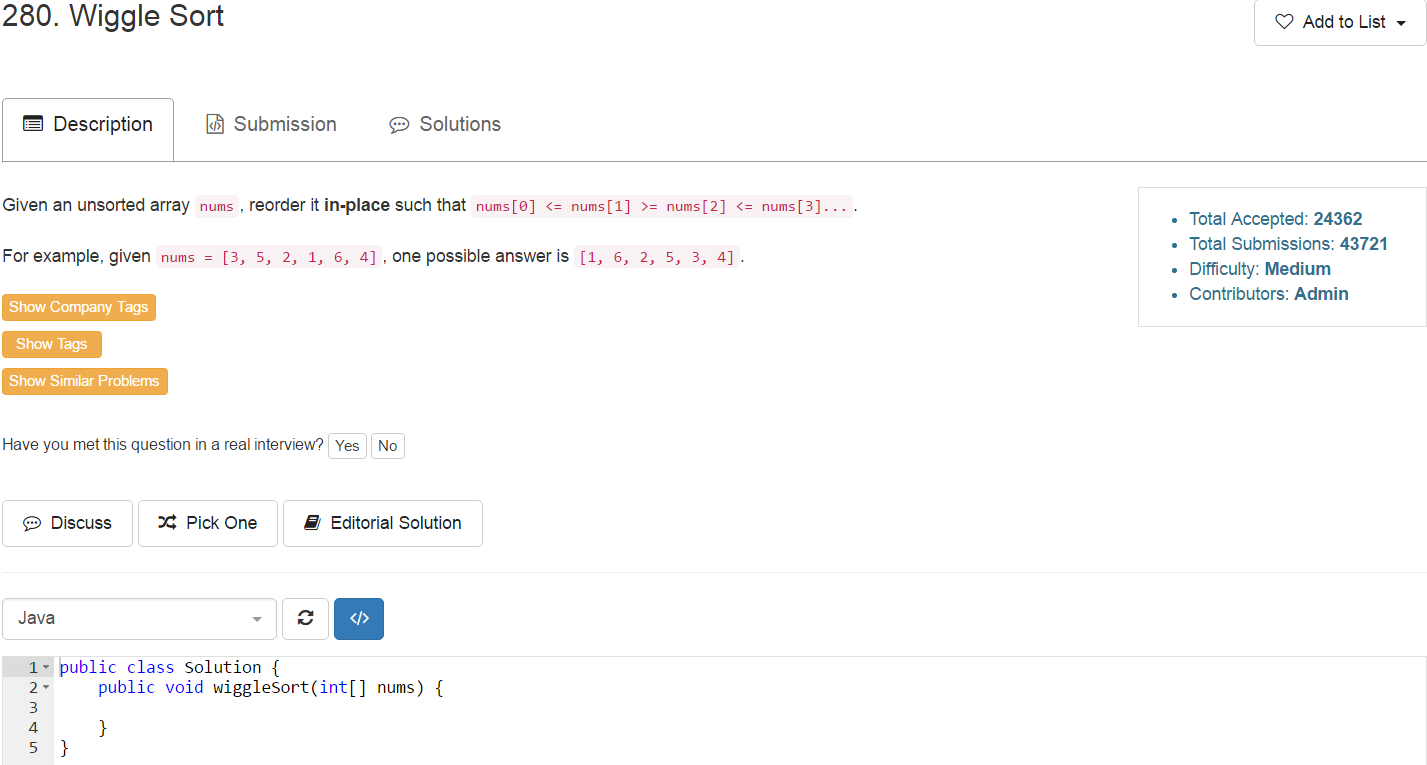 280. Wiggle Sort
Add to List
Description
Submission
Solutions
Given an unsorted array nums, reorder it in-place such that nums[0] <= nums[1] >= nums[2] <= nums[3]....
For example, given nums = [3, 5, 2, 1, 6, 4], one possible answer is [1, 6, 2, 5, 3, 4].
Total Accepted: 24362
Total Submissions: 43721
Difficulty: Medium
Contributors: Admin
Show Company Tags
Show Tags
Show Similar Problems
Have you met this question in a real interview? Yes No
Discuss
Pick One
Editorial Solution
Java
</>
1 public class Solution {
2     public void wiggleSort(int[] nums) {
3
4     }
5 }